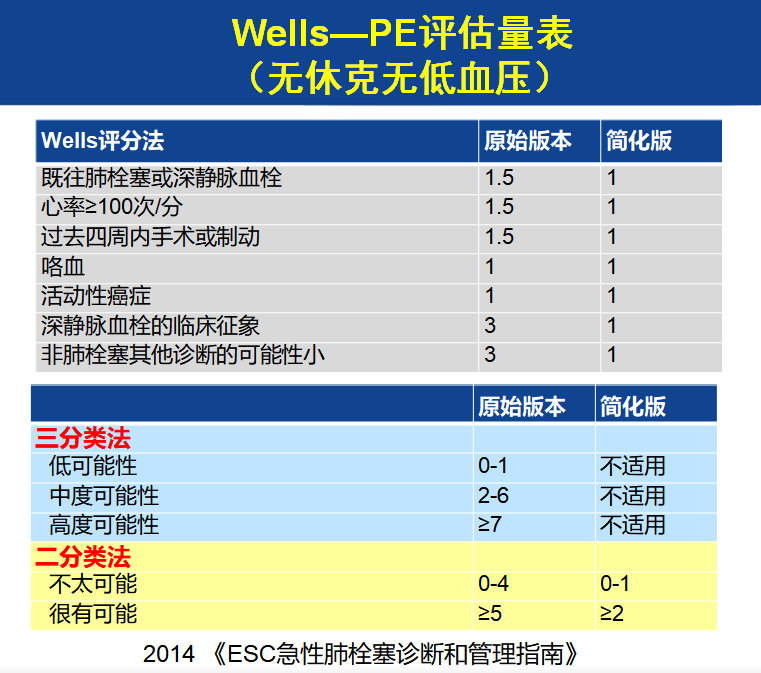 Wells—PE评估量表
（无休克无低血压）
Wells评分法 原始版本 简化版
既往肺栓塞或深静脉血栓 1.5 1
心率≥100次/分 1.5 1
过去四周内手术或制动 1.5 1
咯血 1 1
活动性癌症 1 1
深静脉血栓的临床征象 3 1
非肺栓塞其他诊断的可能性小 3 1
原始版本 简化版
三分类法
低可能性 0-1 不适用
中度可能性 2-6 不适用
高度可能性 ≥7 不适用
二分类法
不太可能 0-4 0-1
很有可能 ≥5 ≥2
2014 《ESC急性肺栓塞诊断和管理指南》